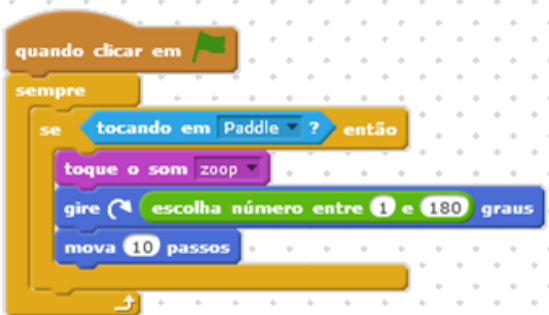 quando clicar em
sempre
se tocando em Paddle ? então
toque o som zoop
gire escolha número entre 1 e 180 graus
mova 10 passos